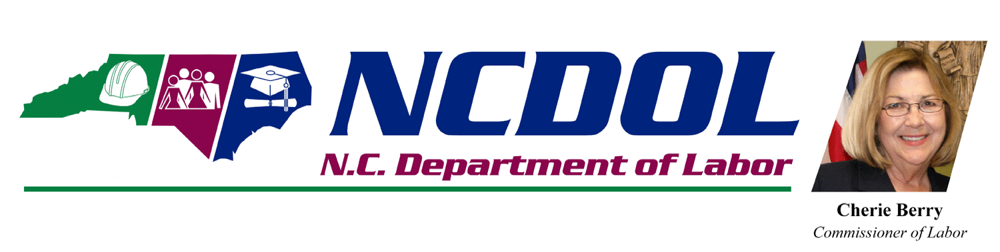 NCDOL
N.C. Department of Labor
Cherie Berry
Commissioner of Labor